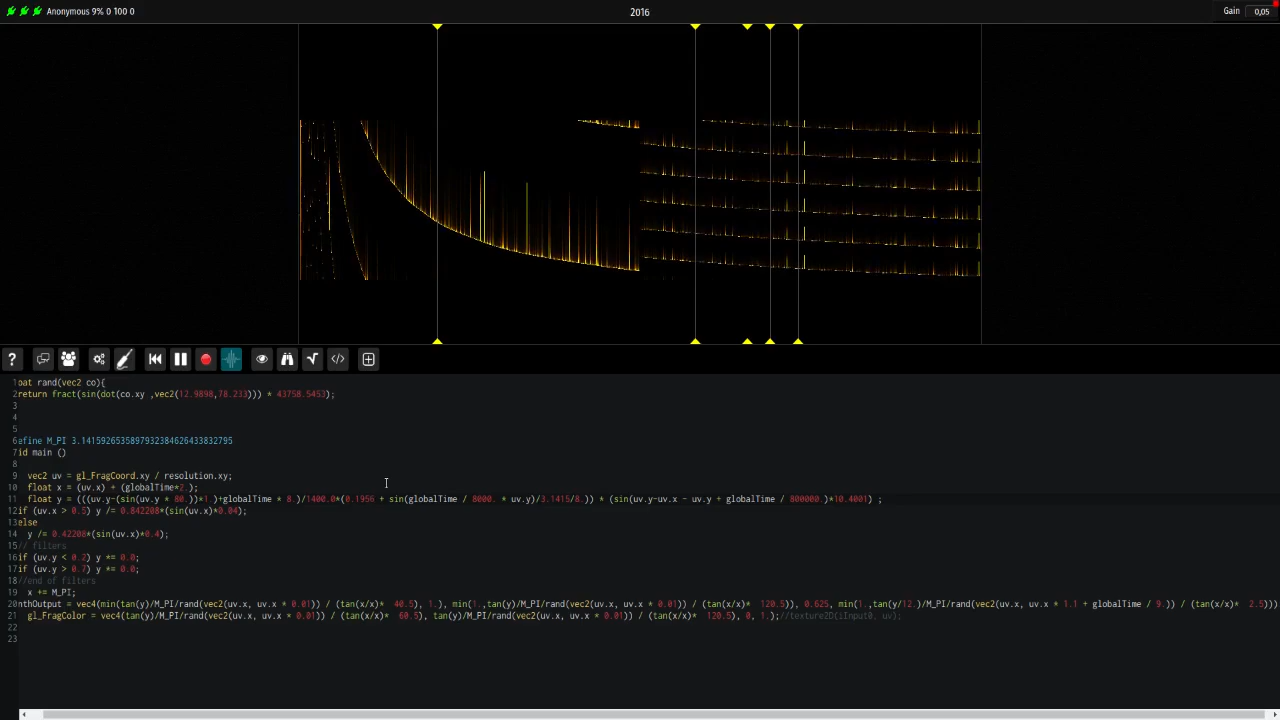 Anonymous 9% 0 100 0
2016
Gain 0,05
1oat rand(vec2 co){
2return fract(sin(dot(co.xy ,vec2(12.9898,78.233))) * 43758.5453);
3
4
5
6efine M_PI 3.1415926535897932384626433832795
7id main ()
8
9 vec2 uv = gl_FragCoord.xy / resolution.xy;
10 float x = (uv.x) + (globalTime*2.);
11 float y = (((uv.y-(sin(uv.y * 80.))*1.)+globalTime * 8.)/1400.0*(0.1956 + sin(globalTime / 8000. * uv.y)/3.1415/8.)) * (sin(uv.y-uv.x - uv.y + globalTime / 800000.)*10.4001) ;
12if (uv.x > 0.5) y /= 0.842208*(sin(uv.x)*0.04);
13else
14 y /= 0.42208*(sin(uv.x)*0.4);
15// filters
16if (uv.y < 0.2) y *= 0.0;
17if (uv.y > 0.7) y *= 0.0;
18//end of filters
19 x += M_PI;
20nthOutput = vec4(min(tan(y)/M_PI/rand(vec2(uv.x, uv.x * 0.01)) / (tan(x/x)* 40.5), 1.), min(1.,tan(y)/M_PI/rand(vec2(uv.x, uv.x * 0.01)) / (tan(x/x)* 120.5)), 0.625, min(1.,tan(y/12.)/M_PI/rand(vec2(uv.x, uv.x * 1.1 + globalTime / 9.)) / (tan(x/x)* 2.5)))
21 gl_FragColor = vec4(tan(y)/M_PI/rand(vec2(uv.x, uv.x * 0.01)) / (tan(x/x)* 60.5), tan(y)/M_PI/rand(vec2(uv.x, uv.x * 0.01)) / (tan(x/x)* 120.5), 0, 1.);//texture2D(iInput0, uv);
22
23